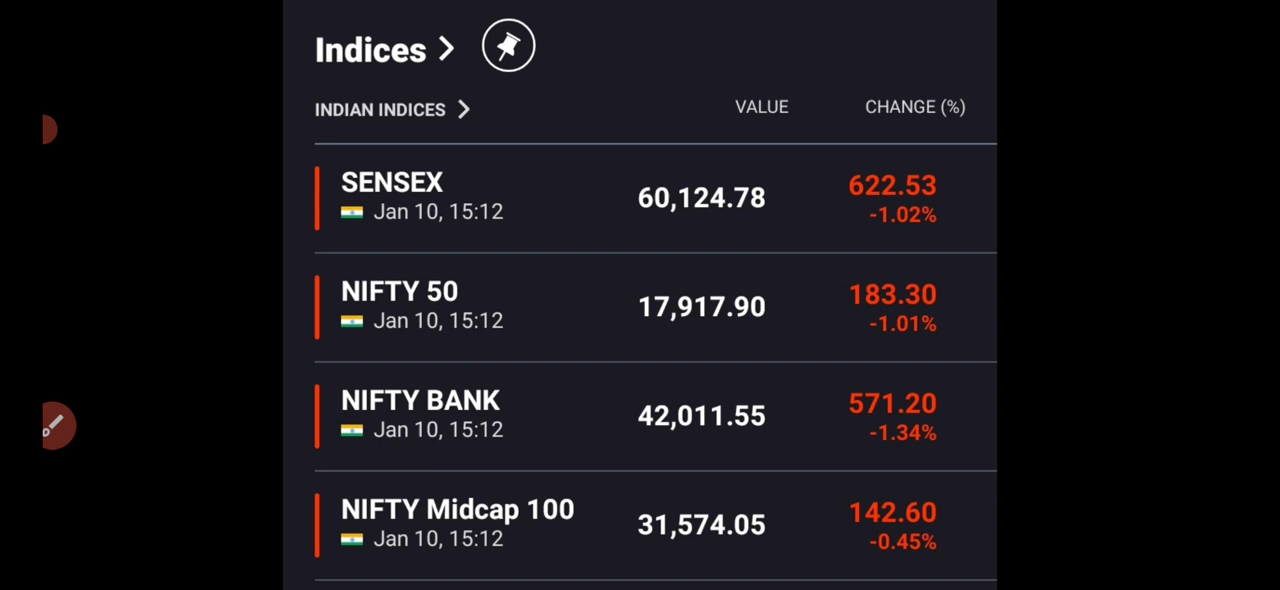 Indices
INDIAN INDICES VALUE CHANGE (%)
SENSEX
Jan 10, 15:12
60,124.78
622.53
-1.02%
NIFTY 50
Jan 10, 15:12
17,917.90
183.30
-1.01%
NIFTY BANK
Jan 10, 15:12
42,011.55
571.20
-1.34%
NIFTY Midcap 100
Jan 10, 15:12
31,574.05
142.60
-0.45%